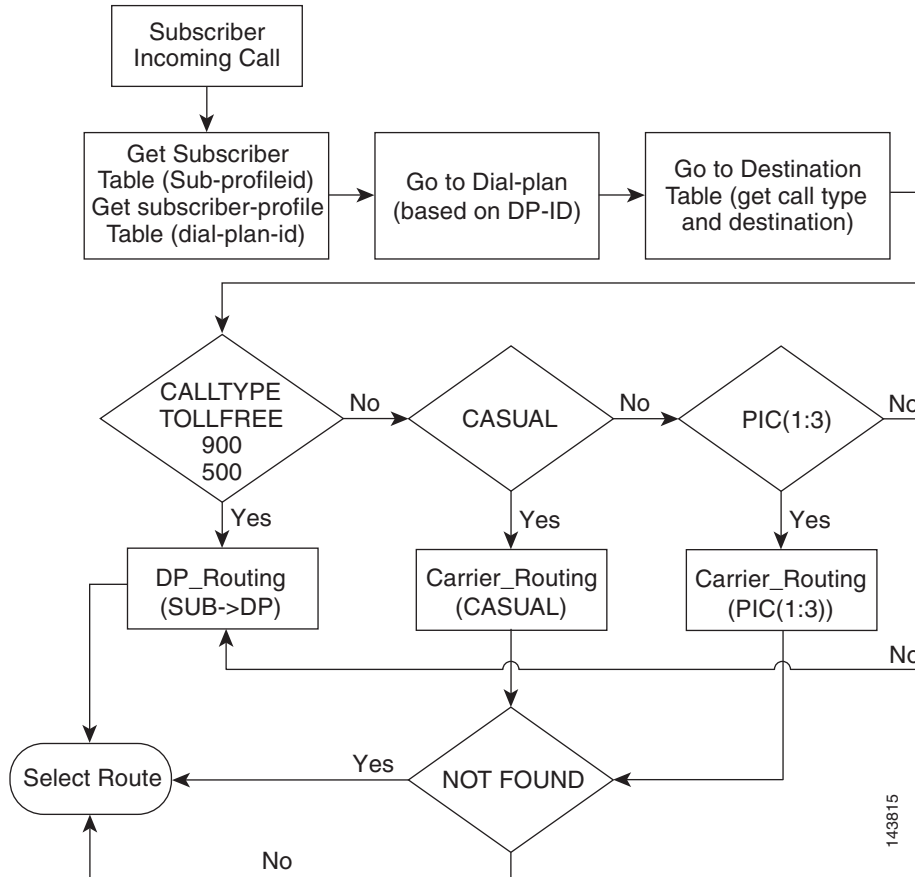 Subscriber
Incoming Call
Get Subscriber
Table (Sub-profileid)
Get subscriber-profile
Table (dial-plan-id)
Go to Dial-plan
(based on DP-ID)
Go to Destination
Table (get call type
and destination)
CALLTYPE
TOLLFREE
900
500
No
CASUAL
No
PIC(1:3)
No
Yes
Yes
Yes
DP_Routing
(SUB->DP)
Carrier_Routing
(CASUAL)
Carrier_Routing
(PIC(1:3))
No
Select Route
Yes
NOT FOUND
No
143815